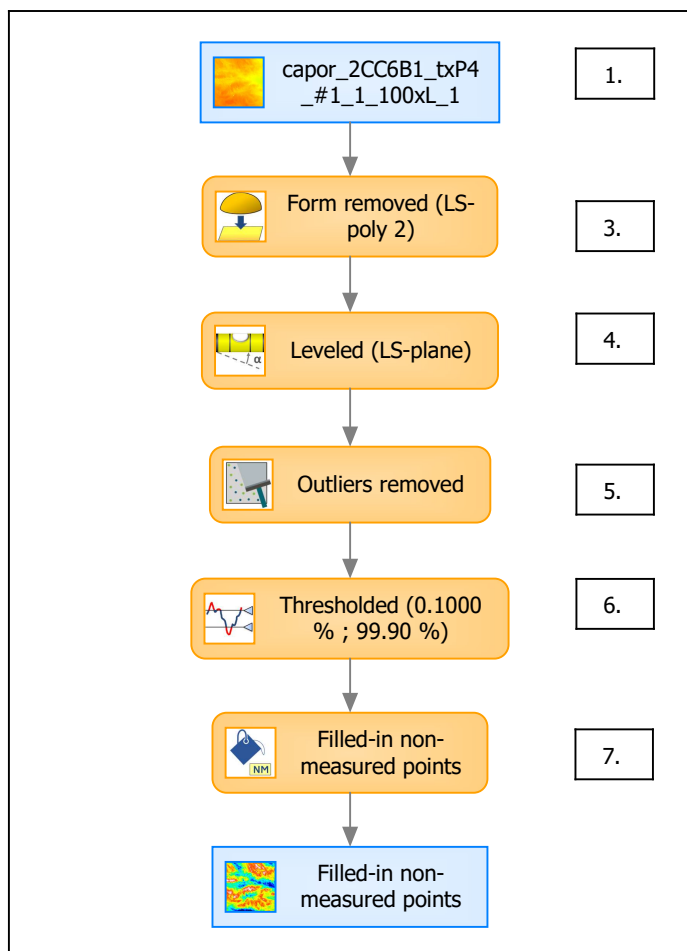 capor_2CC6B1_txP4
_#1_1_100xL_1
1.
Form removed (LS-
poly 2)
3.
α
Leveled (LS-plane)
4.
Outliers removed
5.
Thresholded (0.1000
% ; 99.90 %)
6.
NM
Filled-in non-
measured points
7.
Filled-in non-
measured points